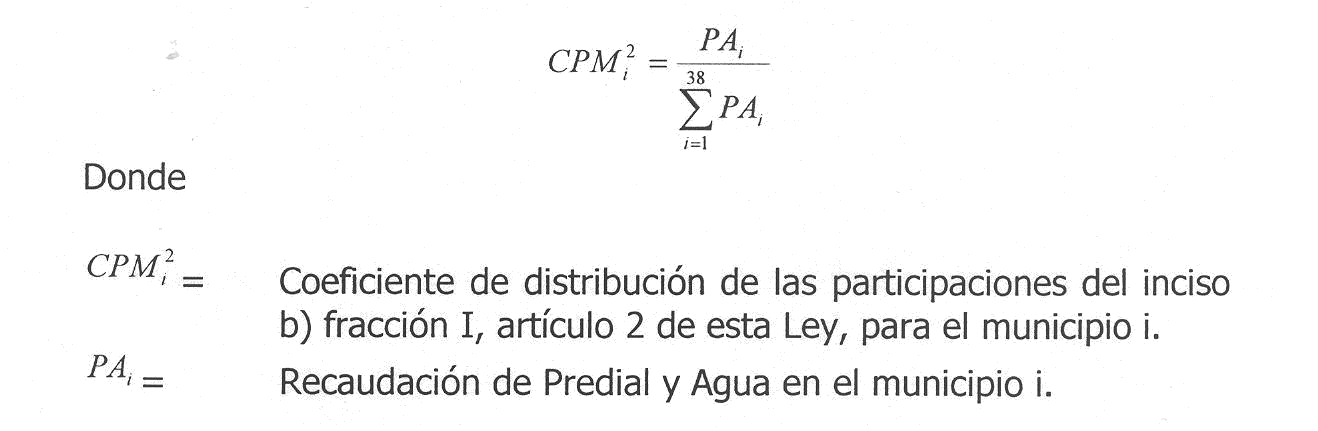 CPM_i^2 = PA_i / \sum_{i=1}^{38} PA_i
Donde
CPM_i^2 = Coeficiente de distribución de las participaciones del inciso
b) fracción I, artículo 2 de esta Ley, para el municipio i.
PA_i = Recaudación de Predial y Agua en el municipio i.